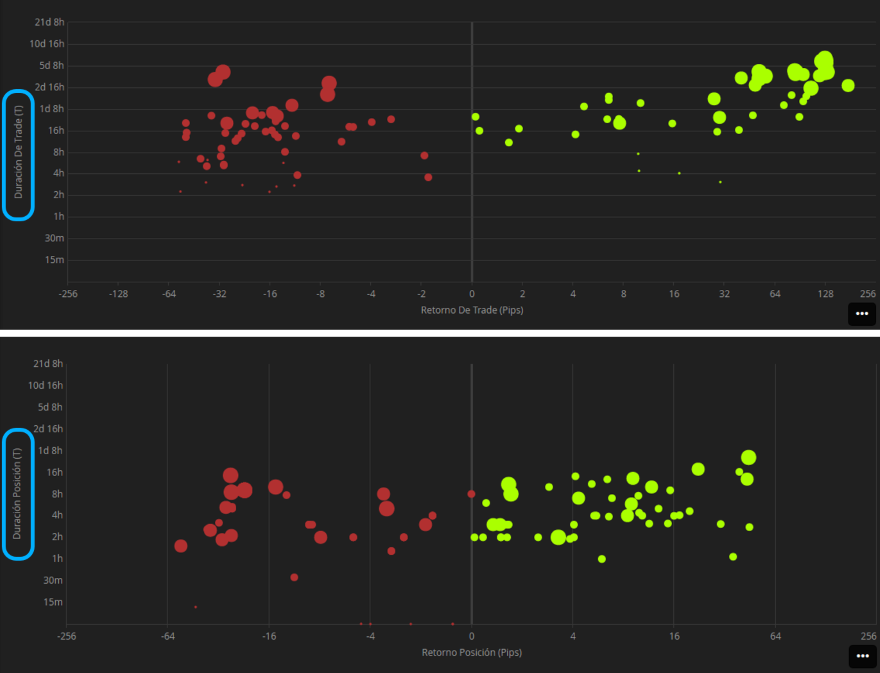 21d 8h
10d 16h
5d 8h
2d 16h
1d 8h
16h
8h
4h
2h
1h
30m
15m
Duración De Trade (T)
-256 -128 -64 -32 -16 -8 -4 -2 0 2 4 8 16 32 64 128 256
Retorno De Trade (Pips)
21d 8h
10d 16h
5d 8h
2d 16h
1d 8h
16h
8h
4h
2h
1h
30m
15m
Duración Posición (T)
-256 -64 -16 -4 0 4 16 64 256
Retorno Posición (Pips)